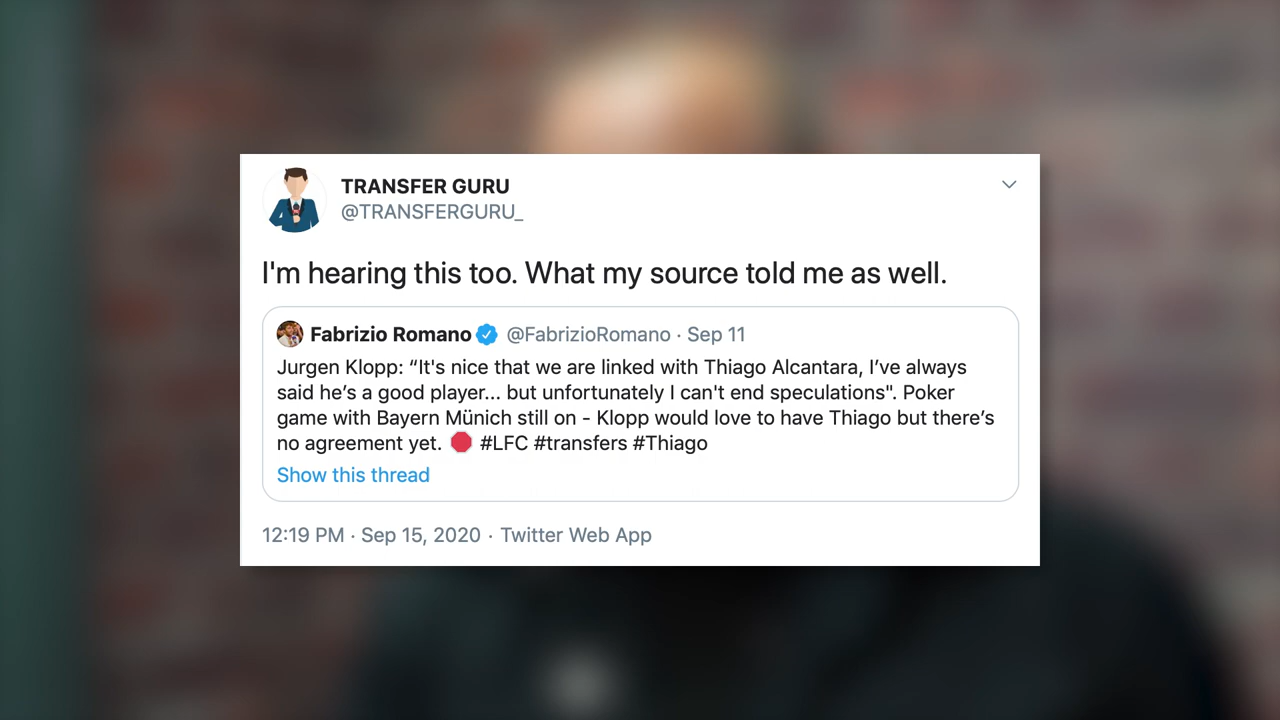 TRANSFER GURU
@TRANSFERGURU_
I'm hearing this too. What my source told me as well.
Fabrizio Romano @FabrizioRomano · Sep 11
Jurgen Klopp: “It's nice that we are linked with Thiago Alcantara, I’ve always
said he’s a good player... but unfortunately I can't end speculations". Poker
game with Bayern Münich still on - Klopp would love to have Thiago but there’s
no agreement yet. 🛑 #LFC #transfers #Thiago
Show this thread
12:19 PM · Sep 15, 2020 · Twitter Web App